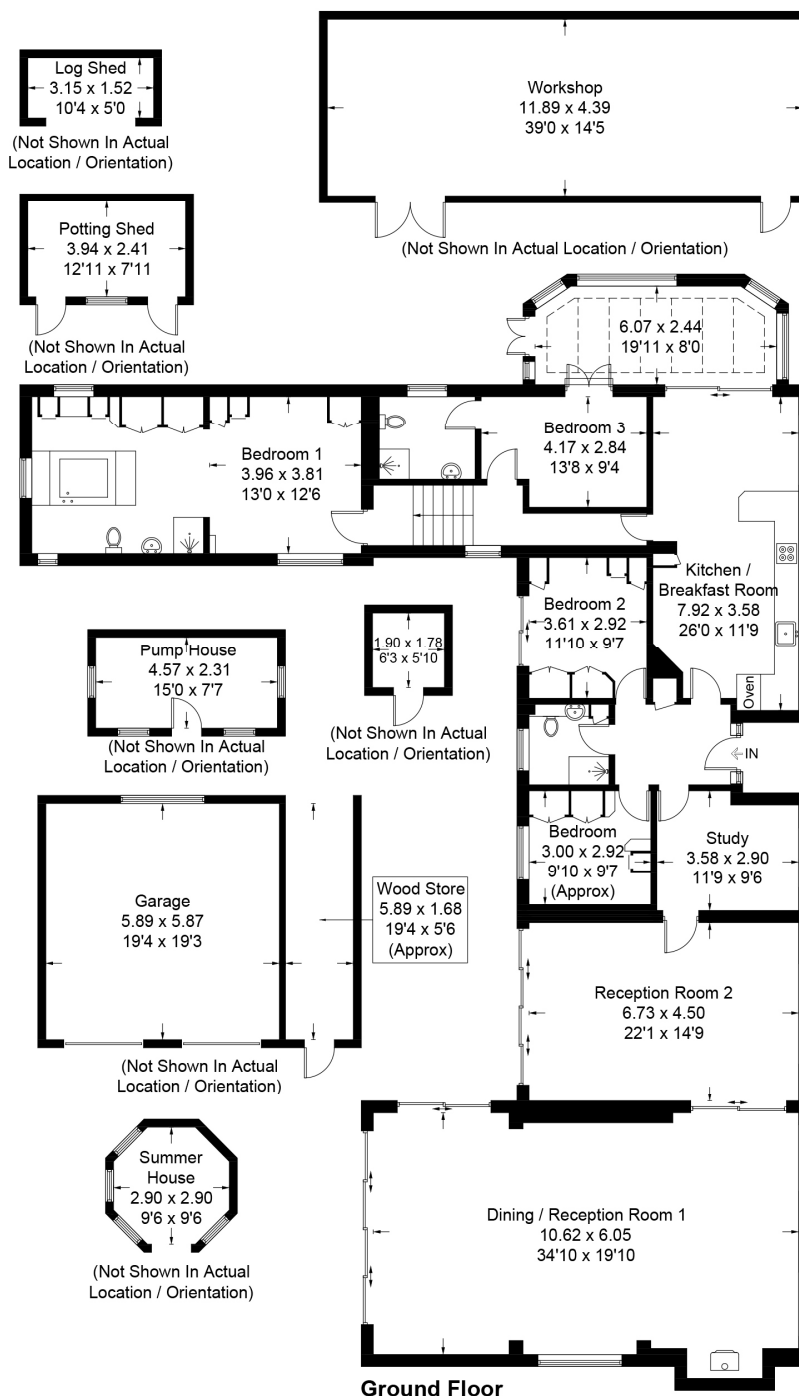 Log Shed
3.15 x 1.52
10'4 x 5'0
(Not Shown In Actual
Location / Orientation)
Workshop
11.89 x 4.39
39'0 x 14'5
(Not Shown In Actual Location / Orientation)
Potting Shed
3.94 x 2.41
12'11 x 7'11
(Not Shown In Actual
Location / Orientation)
6.07 x 2.44
19'11 x 8'0
Bedroom 1
3.96 x 3.81
13'0 x 12'6
Bedroom 3
4.17 x 2.84
13'8 x 9'4
Kitchen /
Breakfast Room
7.92 x 3.58
26'0 x 11'9
Oven
Bedroom 2
3.61 x 2.92
11'10 x 9'7
Pump House
4.57 x 2.31
15'0 x 7'7
(Not Shown In Actual
Location / Orientation)
1.90 x 1.78
6'3 x 5'10
(Not Shown In Actual
Location / Orientation)
IN
Bedroom
3.00 x 2.92
9'10 x 9'7
(Approx)
Study
3.58 x 2.90
11'9 x 9'6
Garage
5.89 x 5.87
19'4 x 19'3
Wood Store
5.89 x 1.68
19'4 x 5'6
(Approx)
(Not Shown In Actual
Location / Orientation)
Reception Room 2
6.73 x 4.50
22'1 x 14'9
Summer
House
2.90 x 2.90
9'6 x 9'6
(Not Shown In Actual
Location / Orientation)
Dining / Reception Room 1
10.62 x 6.05
34'10 x 19'10
Ground Floor